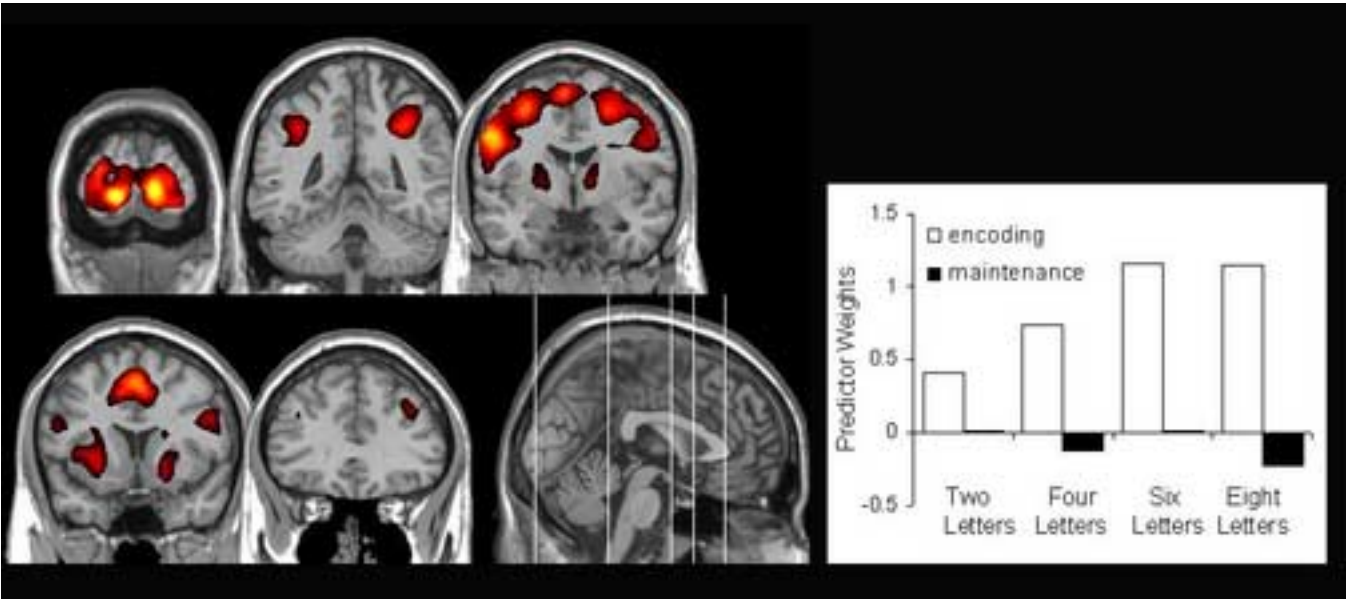 1.5
encoding
maintenance
1
0.5
0
-0.5
Predictor Weights
Two Four Six Eight
Letters Letters Letters Letters